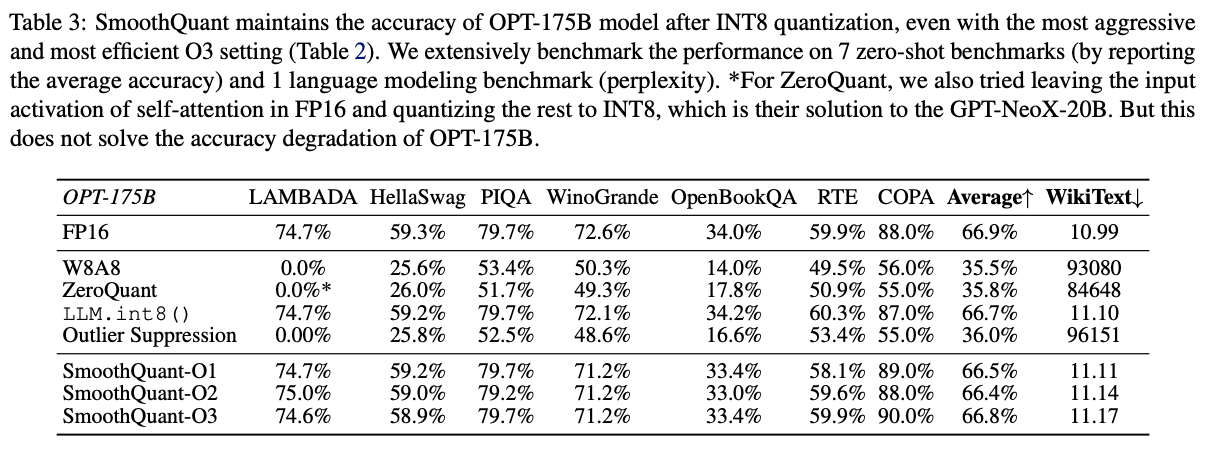 Table 3: SmoothQuant maintains the accuracy of OPT-175B model after INT8 quantization, even with the most aggressive
and most efficient O3 setting (Table 2). We extensively benchmark the performance on 7 zero-shot benchmarks (by reporting
the average accuracy) and 1 language modeling benchmark (perplexity). *For ZeroQuant, we also tried leaving the input
activation of self-attention in FP16 and quantizing the rest to INT8, which is their solution to the GPT-NeoX-20B. But this
does not solve the accuracy degradation of OPT-175B.
OPT-175B LAMBADA HellaSwag PIQA WinoGrande OpenBookQA RTE COPA Average↑ WikiText↓
FP16 74.7% 59.3% 79.7% 72.6% 34.0% 59.9% 88.0% 66.9% 10.99
W8A8 0.0% 25.6% 53.4% 50.3% 14.0% 49.5% 56.0% 35.5% 93080
ZeroQuant 0.0%* 26.0% 51.7% 49.3% 17.8% 50.9% 55.0% 35.8% 84648
LLM.int8() 74.7% 59.2% 79.7% 72.1% 34.2% 60.3% 87.0% 66.7% 11.10
Outlier Suppression 0.00% 25.8% 52.5% 48.6% 16.6% 53.4% 55.0% 36.0% 96151
SmoothQuant-O1 74.7% 59.2% 79.7% 71.2% 33.4% 58.1% 89.0% 66.5% 11.11
SmoothQuant-O2 75.0% 59.0% 79.2% 71.2% 33.0% 59.6% 88.0% 66.4% 11.14
SmoothQuant-O3 74.6% 58.9% 79.7% 71.2% 33.4% 59.9% 90.0% 66.8% 11.17